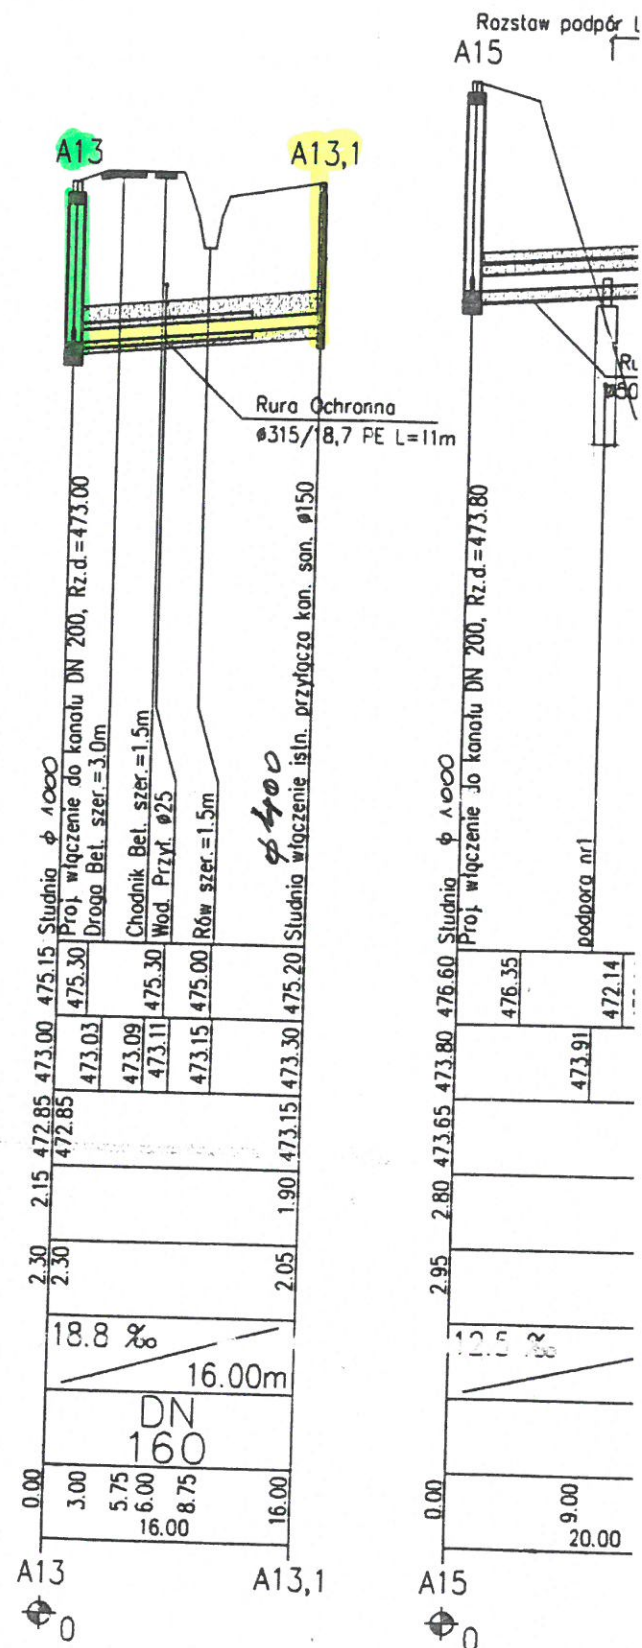 Rozstaw podpór L
A15
A13
A13,1
Rura Ochronna
ø315/18,7 PE L=11m
ø50
Studnia ϕ 1000
Proj. włączenie do kanału DN 200, Rz.d.=473.00
Droga Bet. szer.=3.0m
Chodnik Bet. szer.=1.5m
Wod. Przył. ø25
Rów szer.=1.5m
ϕ 400
Studnia włączenie istn. przyłącza kan. san. ø150
Studnia ϕ 1000
Proj. włączenie do kanału DN 200, Rz.d.=473.80
podpora nr1
475.15 475.30 475.30 475.00 475.20
473.00 473.03 473.09 473.11 473.15 473.30
472.85 472.85 473.15
2.15 1.90
2.30 2.30 2.05
18.8 ‰
16.00m
DN
160
0.00 3.00 5.75 6.00 8.75 16.00
16.00
A13 A13,1
0
476.60 476.35 472.14
473.80 473.91
473.65
2.80
2.95
12.5 ‰
0.00 9.00
20.00
A15
0